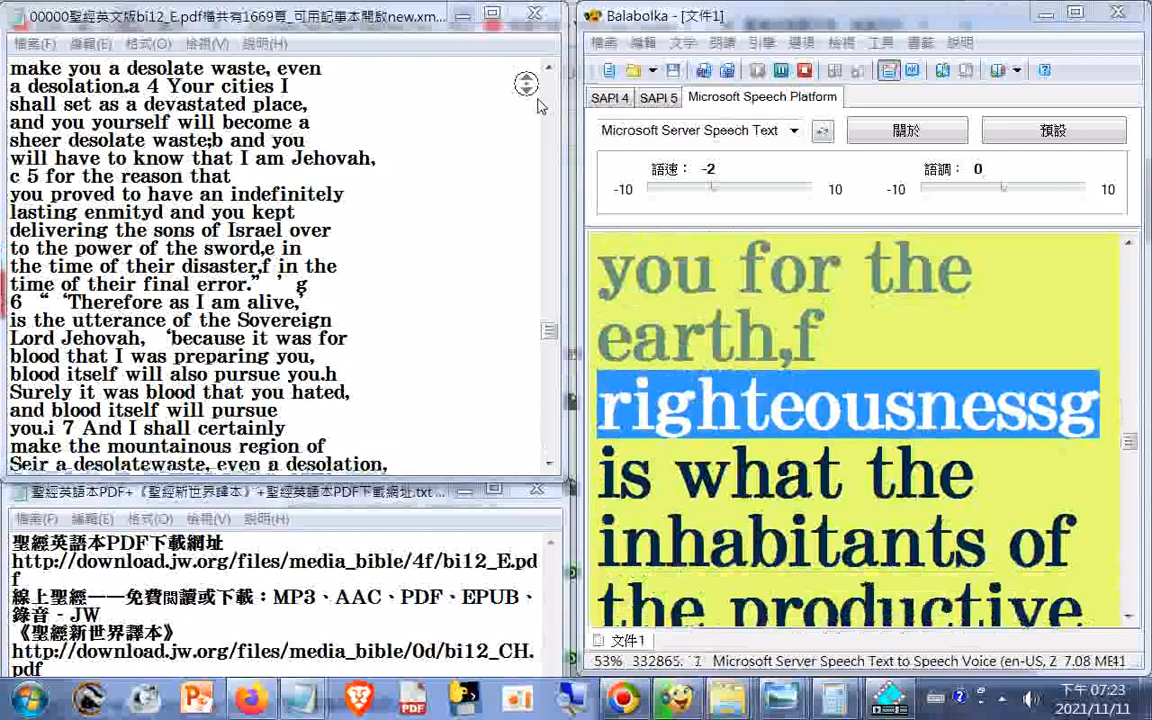 00000聖經英文版bi12_E.pdf檔共有1669頁_可用記事本開啟new.xm...
檔案(F) 編輯(E) 格式(O) 檢視(V) 說明(H)
make you a desolate waste, even
a desolation.a 4 Your cities I
shall set as a devastated place,
and you yourself will become a
sheer desolate waste;b and you
will have to know that I am Jehovah,
c 5 for the reason that
you proved to have an indefinitely
lasting enmityd and you kept
delivering the sons of Israel over
to the power of the sword,e in
the time of their disaster,f in the
time of their final error.” ’ g
6 “ ‘Therefore as I am alive,’
is the utterance of the Sovereign
Lord Jehovah, ‘because it was for
blood that I was preparing you,
blood itself will also pursue you.h
Surely it was blood that you hated,
and blood itself will pursue
you.i 7 And I shall certainly
make the mountainous region of
Seir a desolate waste, even a desolation,
聖經英語本PDF+《聖經新世界譯本》+聖經英語本PDF下載網址.txt ...
檔案(F) 編輯(E) 格式(O) 檢視(V) 說明(H)
聖經英語本PDF下載網址
http://download.jw.org/files/media_bible/4f/bi12_E.pd
f
線上聖經——免費閱讀或下載：MP3、AAC、PDF、EPUB、
錄音 - JW
《聖經新世界譯本》
http://download.jw.org/files/media_bible/0d/bi12_CH.
pdf
Balabolka - [文件1]
檔案 編輯 文字 朗讀 引擎 選項 檢視 工具 書籤 說明
SAPI 4 SAPI 5 Microsoft Speech Platform
Microsoft Server Speech Text 關於 預設
語速： -2 語調： 0
-10 10 -10 10
you for the
earth,f
righteousnessg
is what the
inhabitants of
the productive
文件1
53% Microsoft Server Speech Text to Speech Voice (en-US, Z
下午 07:23
2021/11/11